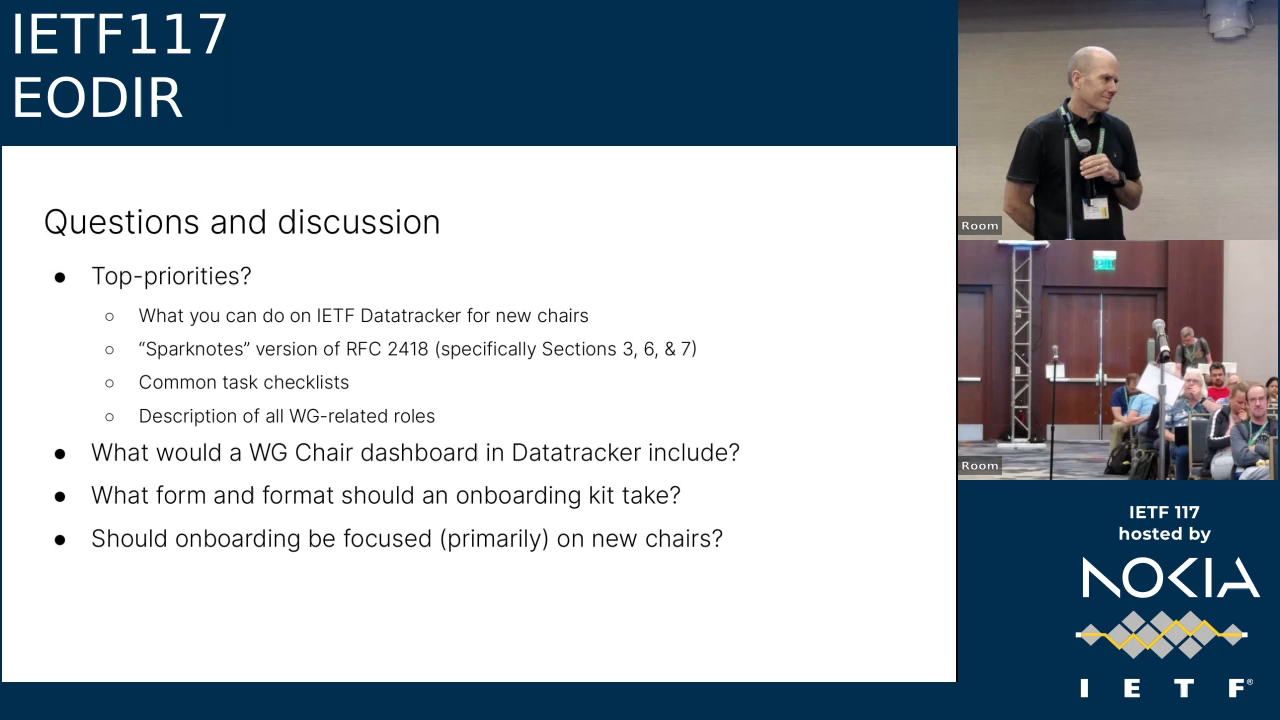 IETF117
EODIR
Questions and discussion
● Top-priorities?
○ What you can do on IETF Datatracker for new chairs
○ “Sparknotes” version of RFC 2418 (specifically Sections 3, 6, & 7)
○ Common task checklists
○ Description of all WG-related roles
● What would a WG Chair dashboard in Datatracker include?
● What form and format should an onboarding kit take?
● Should onboarding be focused (primarily) on new chairs?
Room
Room
IETF 117
hosted by
NOKIA
I E T F®